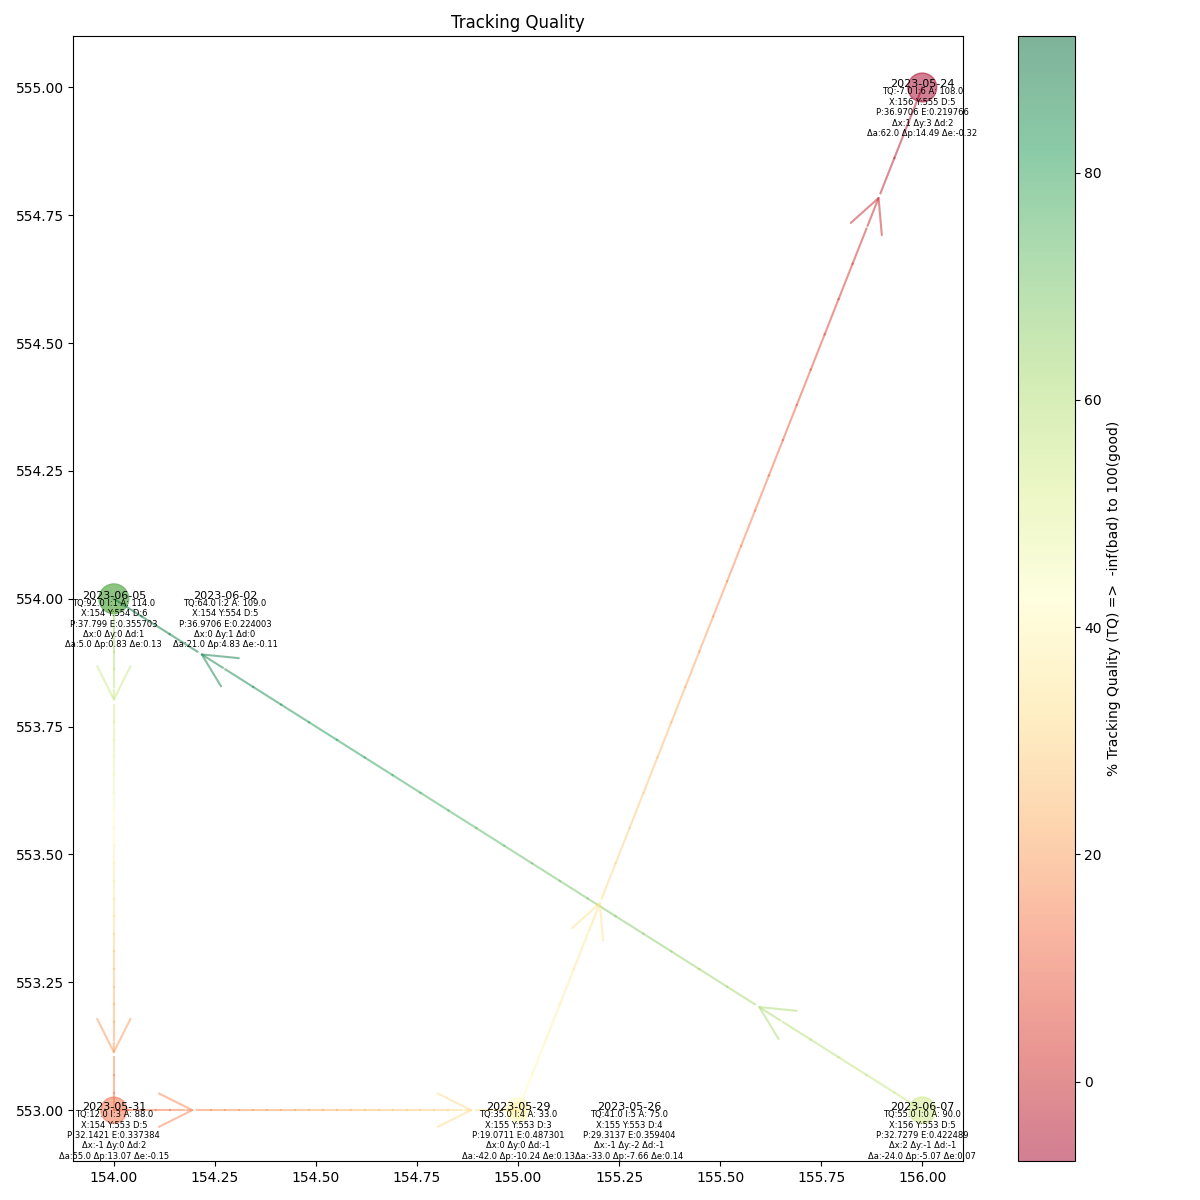 Tracking Quality
555.00
554.75
554.50
554.25
554.00
553.75
553.50
553.25
553.00
2023-05-24
TQ:-7.0 I:6 A: 108.0
X:156 Y:555 D:5
P:36.9706 E:0.219766
Δx:1 Δy:3 Δd:2
Δa:62.0 Δp:14.49 Δe:-0.32
2023-06-05
TQ:92.0 I:1 A: 114.0
X:154 Y:554 D:6
P:37.799 E:0.355703
Δx:0 Δy:0 Δd:1
Δa:5.0 Δp:0.83 Δe:0.13
2023-06-02
TQ:64.0 I:2 A: 109.0
X:154 Y:554 D:5
P:36.9706 E:0.224003
Δx:0 Δy:1 Δd:0
Δa:21.0 Δp:4.83 Δe:-0.11
2023-05-31
TQ:12.0 I:3 A: 88.0
X:154 Y:553 D:5
P:32.1421 E:0.337384
Δx:-1 Δy:0 Δd:2
Δa:55.0 Δp:13.07 Δe:-0.15
2023-05-29
TQ:35.0 I:4 A: 33.0
X:155 Y:553 D:3
P:19.0711 E:0.487301
Δx:0 Δy:0 Δd:-1
Δa:-42.0 Δp:-10.24 Δe:0.13
2023-05-26
TQ:41.0 I:5 A: 75.0
X:155 Y:553 D:4
P:29.3137 E:0.359404
Δx:-1 Δy:-2 Δd:-1
Δa:-33.0 Δp:-7.66 Δe:0.14
2023-06-07
TQ:55.0 I:0 A: 90.0
X:156 Y:553 D:5
P:32.7279 E:0.422489
Δx:2 Δy:-1 Δd:-1
Δa:-24.0 Δp:-5.07 Δe:0.07
154.00
154.25
154.50
154.75
155.00
155.25
155.50
155.75
156.00
80
60
40
20
0
% Tracking Quality (TQ) => -inf(bad) to 100(good)